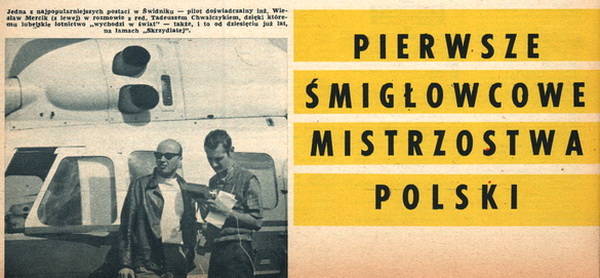 Jedna z najpopularniejszych postaci w Świdniku — pilot doświadczalny inż. Wie-
sław Mercik (z lewej) w rozmowie z red. Tadeuszem Chwałczykiem, dzięki które-
mu lubejskie lotnictwo „wychodzi w świat" — także, i to od dziesięciu już lat,
na łamach „Skrzydlatej".
PIERWSZE
ŚMIGŁOWCOWE
MISTRZOSTWA
POLSKI